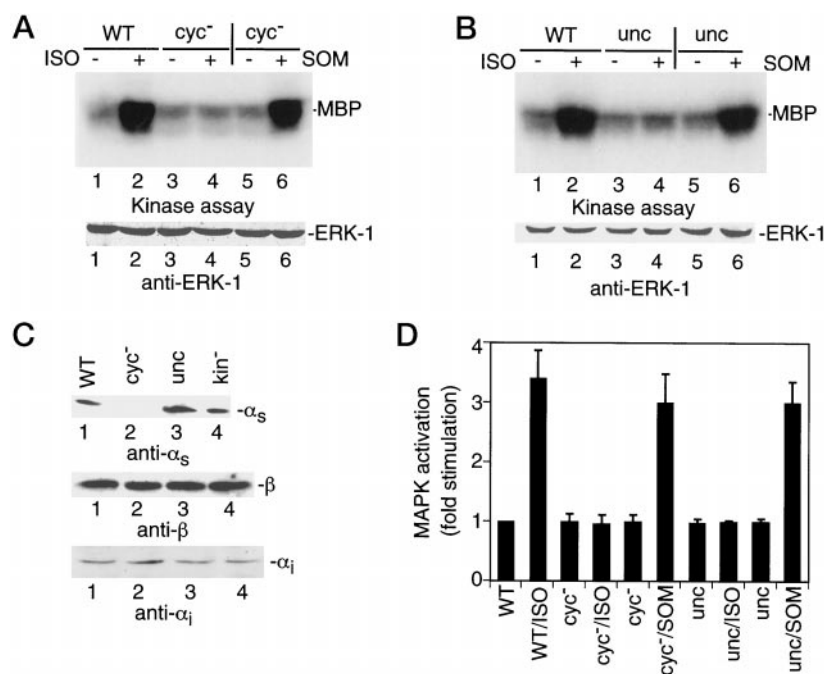 A
WT cyc⁻ cyc⁻
ISO - + - + - + SOM
-MBP
1 2 3 4 5 6
Kinase assay
-ERK-1
1 2 3 4 5 6
anti-ERK-1
B
WT unc unc
ISO - + - + - + SOM
-MBP
1 2 3 4 5 6
Kinase assay
-ERK-1
1 2 3 4 5 6
anti-ERK-1
C
WT cyc⁻ unc kin⁻
-αs
1 2 3 4
anti-αs
-β
1 2 3 4
anti-β
-αi
1 2 3 4
anti-αi
D
MAPK activation
(fold stimulation)
4
3
2
1
0
WT
WT/ISO
cyc⁻
cyc⁻/ISO
cyc⁻
cyc⁻/SOM
unc
unc/ISO
unc
unc/SOM